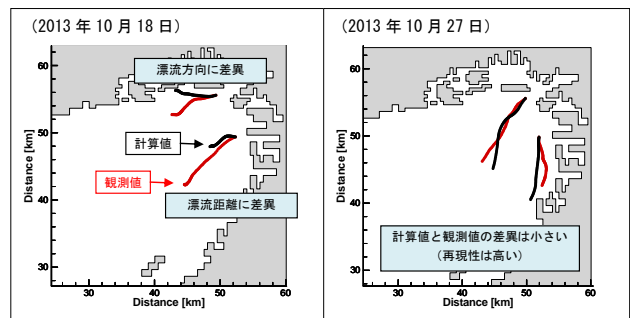 (2013 年 10 月 18 日)
60
漂流方向に差異
50
計算値
観測値
漂流距離に差異
40
30
30
40
50
60
Distance [km]
Distance [km]
(2013 年 10 月 27 日)
60
50
40
計算値と観測値の差異は小さい
(再現性は高い)
30
30
40
50
60
Distance [km]
Distance [km]